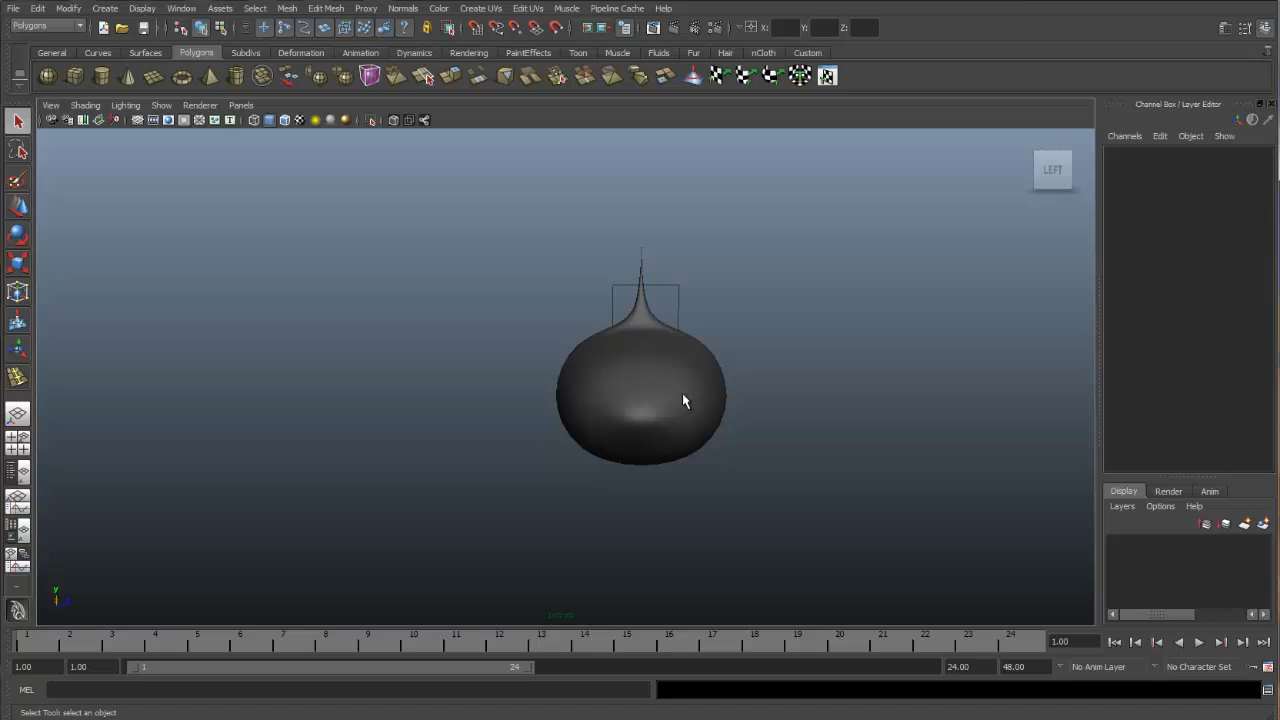 File Edit Modify Create Display Window Assets Select Mesh Edit Mesh Proxy Normals Color Create UVs Edit UVs Muscle Pipeline Cache Help
Polygons X: Y: Z:
General Curves Surfaces Polygons Subdivs Deformation Animation Dynamics Rendering PaintEffects Toon Muscle Fluids Fur Hair nCloth Custom
View Shading Lighting Show Renderer Panels
Channel Box / Layer Editor
Channels Edit Object Show
LEFT
Display Render Anim
Layers Options Help
y
persp
1 2 3 4 5 6 7 8 9 10 11 12 13 14 15 16 17 18 19 20 21 22 23 24 1.00
1.00 1.00 1 24 24.00 48.00 No Anim Layer No Character Set
MEL
Select Tool: select an object